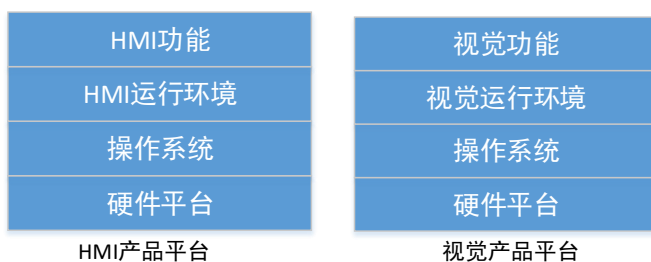 HMI功能
HMI运行环境
操作系统
硬件平台
HMI产品平台
视觉功能
视觉运行环境
操作系统
硬件平台
视觉产品平台